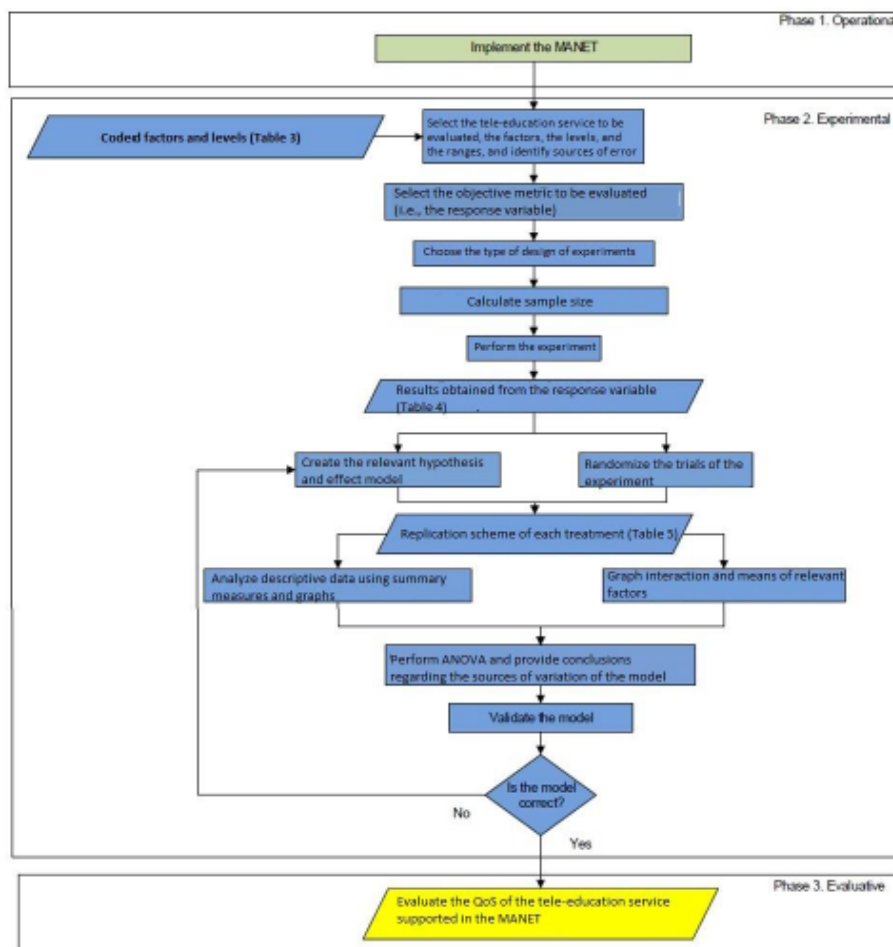 Phase 1. Operationa
Implement the MANET
Phase 2. Experimental
Coded factors and levels (Table 3)
Select the tele-education service to be
evaluated, the factors, the levels, and
the ranges, and identify sources of error
Select the objective metric to be evaluated
(i.e., the response variable)
Choose the type of design of experiments
Calculate sample size
Perform the experiment
Results obtained from the response variable
(Table 4)
Create the relevant hypothesis
and effect model
Randomize the trials of the
experiment
Replication scheme of each treatment (Table 5)
Analyze descriptive data using summary
measures and graphs
Graph interaction and means of relevant
factors
Perform ANOVA and provide conclusions
regarding the sources of variation of the model
Validate the model
Is the model
correct?
No
Yes
Phase 3. Evaluative
Evaluate the QoS of the tele-education service
supported in the MANET